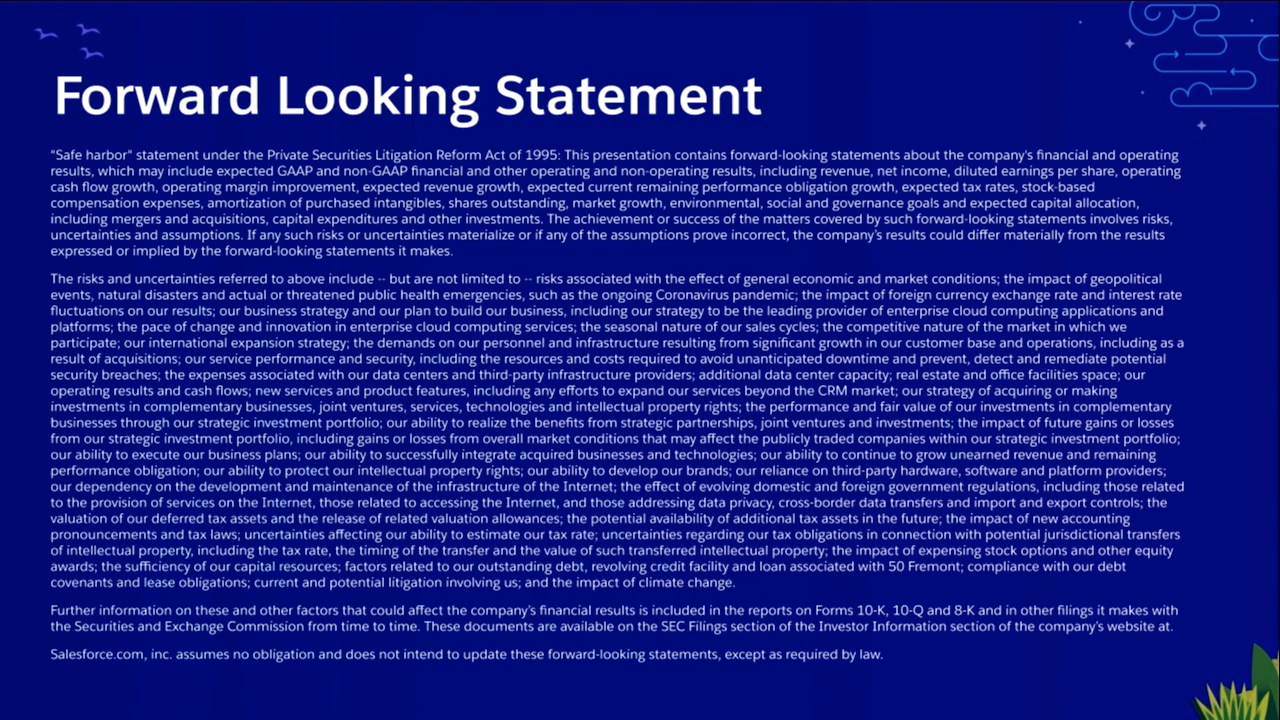 Forward Looking Statement
"Safe harbor" statement under the Private Securities Litigation Reform Act of 1995: This presentation contains forward-looking statements about the company's financial and operating
results, which may include expected GAAP and non-GAAP financial and other operating and non-operating results, including revenue, net income, diluted earnings per share, operating
cash flow growth, operating margin improvement, expected revenue growth, expected current remaining performance obligation growth, expected tax rates, stock-based
compensation expenses, amortization of purchased intangibles, shares outstanding, market growth, environmental, social and governance goals and expected capital allocation,
including mergers and acquisitions, capital expenditures and other investments. The achievement or success of the matters covered by such forward-looking statements involves risks,
uncertainties and assumptions. If any such risks or uncertainties materialize or if any of the assumptions prove incorrect, the company's results could differ materially from the results
expressed or implied by the forward-looking statements it makes.
The risks and uncertainties referred to above include -- but are not limited to -- risks associated with the effect of general economic and market conditions; the impact of geopolitical
events, natural disasters and actual or threatened public health emergencies, such as the ongoing Coronavirus pandemic; the impact of foreign currency exchange rate and interest rate
fluctuations on our results; our business strategy and our plan to build our business, including our strategy to be the leading provider of enterprise cloud computing applications and
platforms; the pace of change and innovation in enterprise cloud computing services; the seasonal nature of our sales cycles; the competitive nature of the market in which we
participate; our international expansion strategy; the demands on our personnel and infrastructure resulting from significant growth in our customer base and operations, including as a
result of acquisitions; our service performance and security, including the resources and costs required to avoid unanticipated downtime and prevent, detect and remediate potential
security breaches; the expenses associated with our data centers and third-party infrastructure providers; additional data center capacity; real estate and office facilities space; our
operating results and cash flows; new services and product features, including any efforts to expand our services beyond the CRM market; our strategy of acquiring or making
investments in complementary businesses, joint ventures, services, technologies and intellectual property rights; the performance and fair value of our investments in complementary
businesses through our strategic investment portfolio; our ability to realize the benefits from strategic partnerships, joint ventures and investments; the impact of future gains or losses
from our strategic investment portfolio, including gains or losses from overall market conditions that may affect the publicly traded companies within our strategic investment portfolio;
our ability to execute our business plans; our ability to successfully integrate acquired businesses and technologies; our ability to continue to grow unearned revenue and remaining
performance obligation; our ability to protect our intellectual property rights; our ability to develop our brands; our reliance on third-party hardware, software and platform providers;
our dependency on the development and maintenance of the infrastructure of the Internet; the effect of evolving domestic and foreign government regulations, including those related
to the provision of services on the Internet, those related to accessing the Internet, and those addressing data privacy, cross-border data transfers and import and export controls; the
valuation of our deferred tax assets and the release of related valuation allowances; the potential availability of additional tax assets in the future; the impact of new accounting
pronouncements and tax laws; uncertainties affecting our ability to estimate our tax rate; uncertainties regarding our tax obligations in connection with potential jurisdictional transfers
of intellectual property, including the tax rate, the timing of the transfer and the value of such transferred intellectual property; the impact of expensing stock options and other equity
awards; the sufficiency of our capital resources; factors related to our outstanding debt, revolving credit facility and loan associated with 50 Fremont; compliance with our debt
covenants and lease obligations; current and potential litigation involving us; and the impact of climate change.
Further information on these and other factors that could affect the company's financial results is included in the reports on Forms 10-K, 10-Q and 8-K and in other filings it makes with
the Securities and Exchange Commission from time to time. These documents are available on the SEC Filings section of the Investor Information section of the company's website at.
Salesforce.com, inc. assumes no obligation and does not intend to update these forward-looking statements, except as required by law.